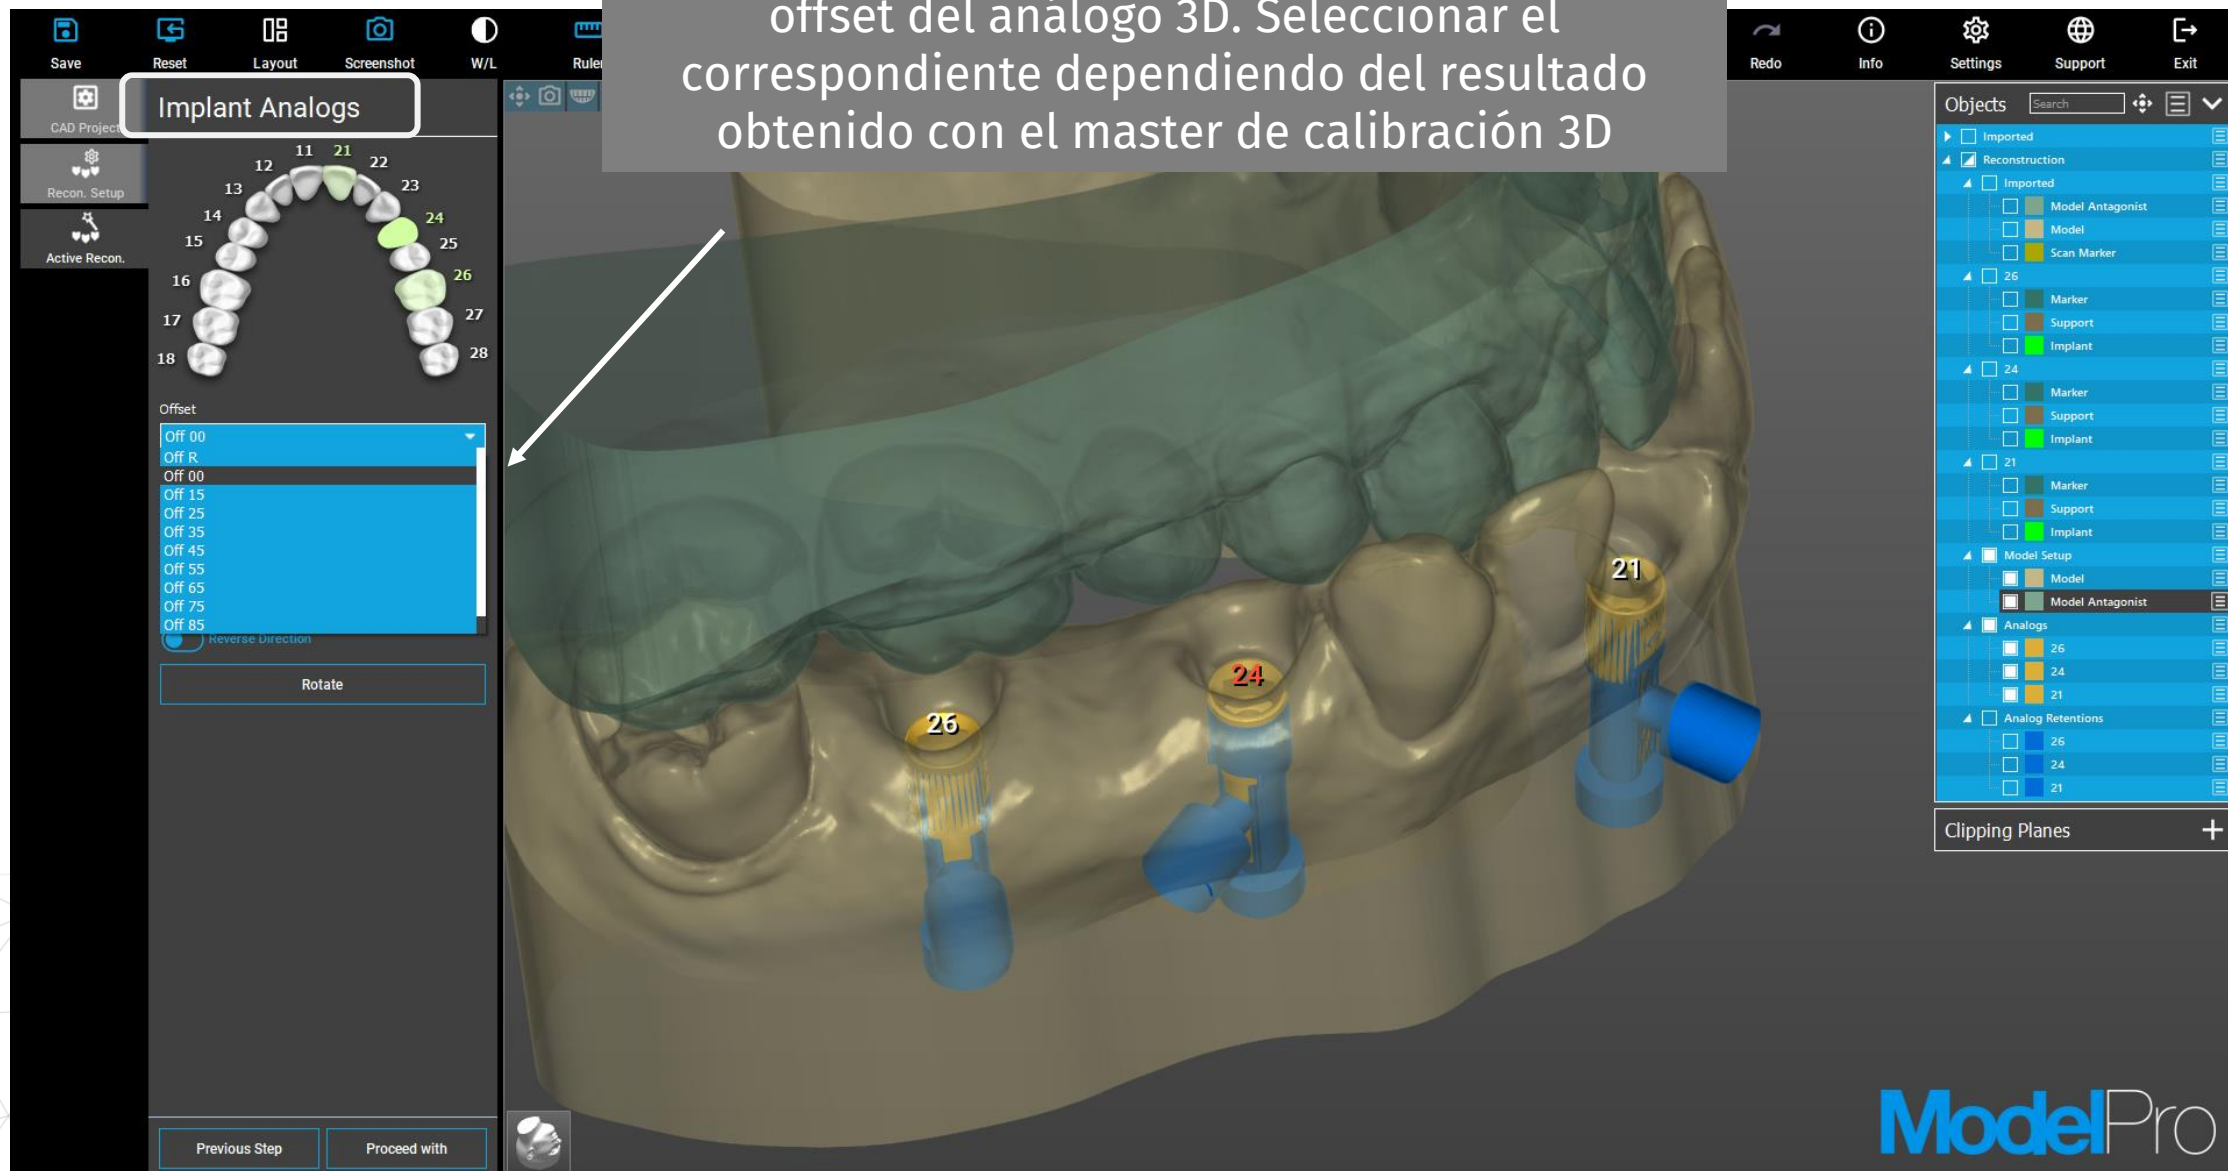 offset del análogo 3D. Seleccionar el
correspondiente dependiendo del resultado
obtenido con el master de calibración 3D
Save
Reset
Layout
Screenshot
W/L
Ruler
Redo
Info
Settings
Support
Exit
CAD Project
Recon. Setup
Active Recon.
Implant Analogs
11 21
12 22
13 23
14 24
15 25
16 26
17 27
18 28
Offset
Off 00
Off R
Off 00
Off 15
Off 25
Off 35
Off 45
Off 55
Off 65
Off 75
Off 85
Reverse Direction
Rotate
Previous Step
Proceed with
26
24
21
Objects
Search
Imported
Reconstruction
Imported
Model Antagonist
Model
Scan Marker
26
Marker
Support
Implant
24
Marker
Support
Implant
21
Marker
Support
Implant
Model Setup
Model
Model Antagonist
Analogs
26
24
21
Analog Retentions
26
24
21
Clipping Planes
ModelPro